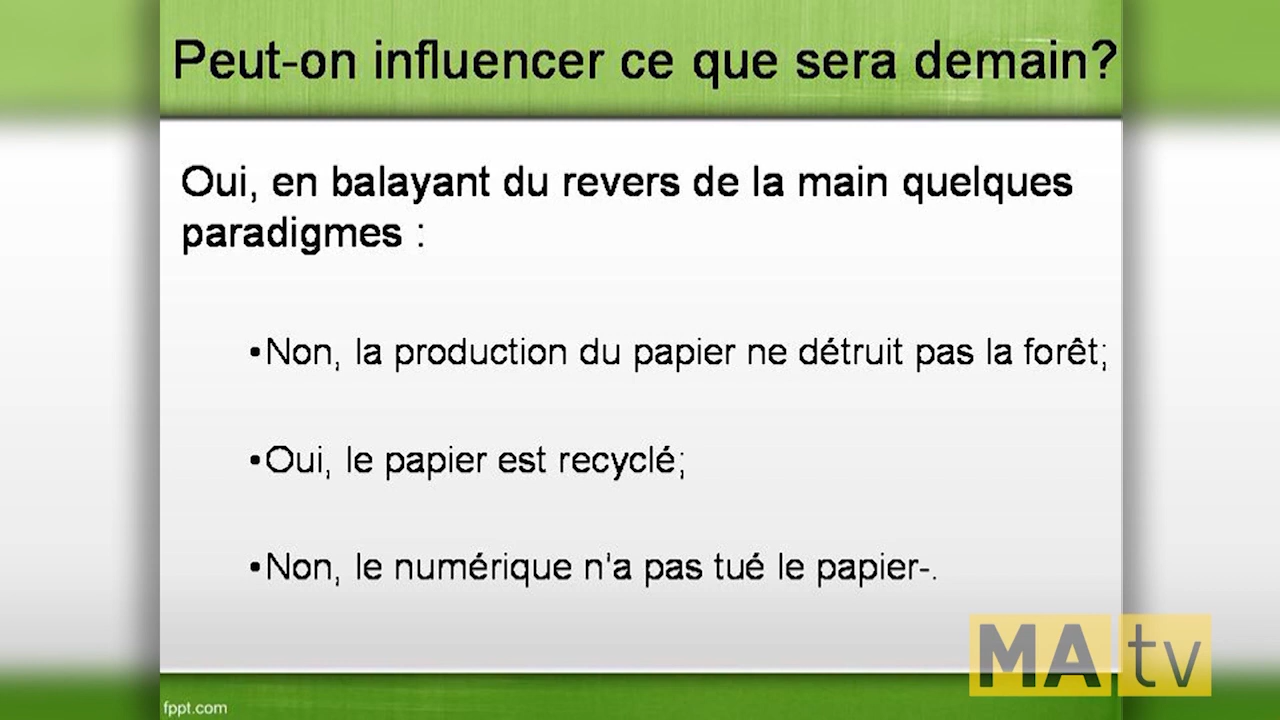 Peut-on influencer ce que sera demain?
Oui, en balayant du revers de la main quelques
paradigmes :
•Non, la production du papier ne détruit pas la forêt;
•Oui, le papier est recyclé;
•Non, le numérique n'a pas tué le papier-.
MAtv
fppt.com